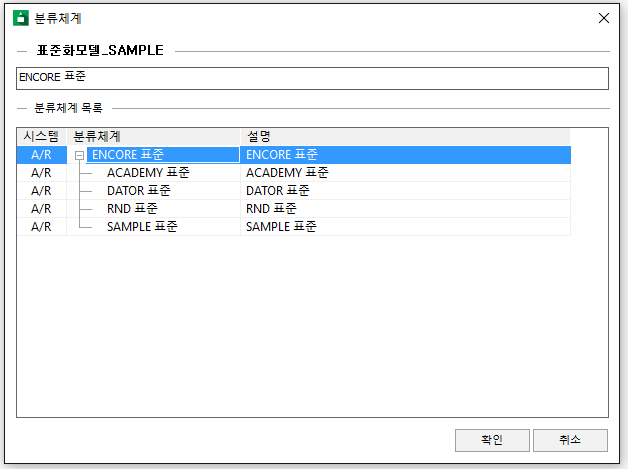 분류체계
표준화모델_SAMPLE
ENCORE 표준
분류체계 목록
시스템 분류체계 설명
A/R ENCORE 표준 ENCORE 표준
A/R ACADEMY 표준 ACADEMY 표준
A/R DATOR 표준 DATOR 표준
A/R RND 표준 RND 표준
A/R SAMPLE 표준 SAMPLE 표준
확인 취소